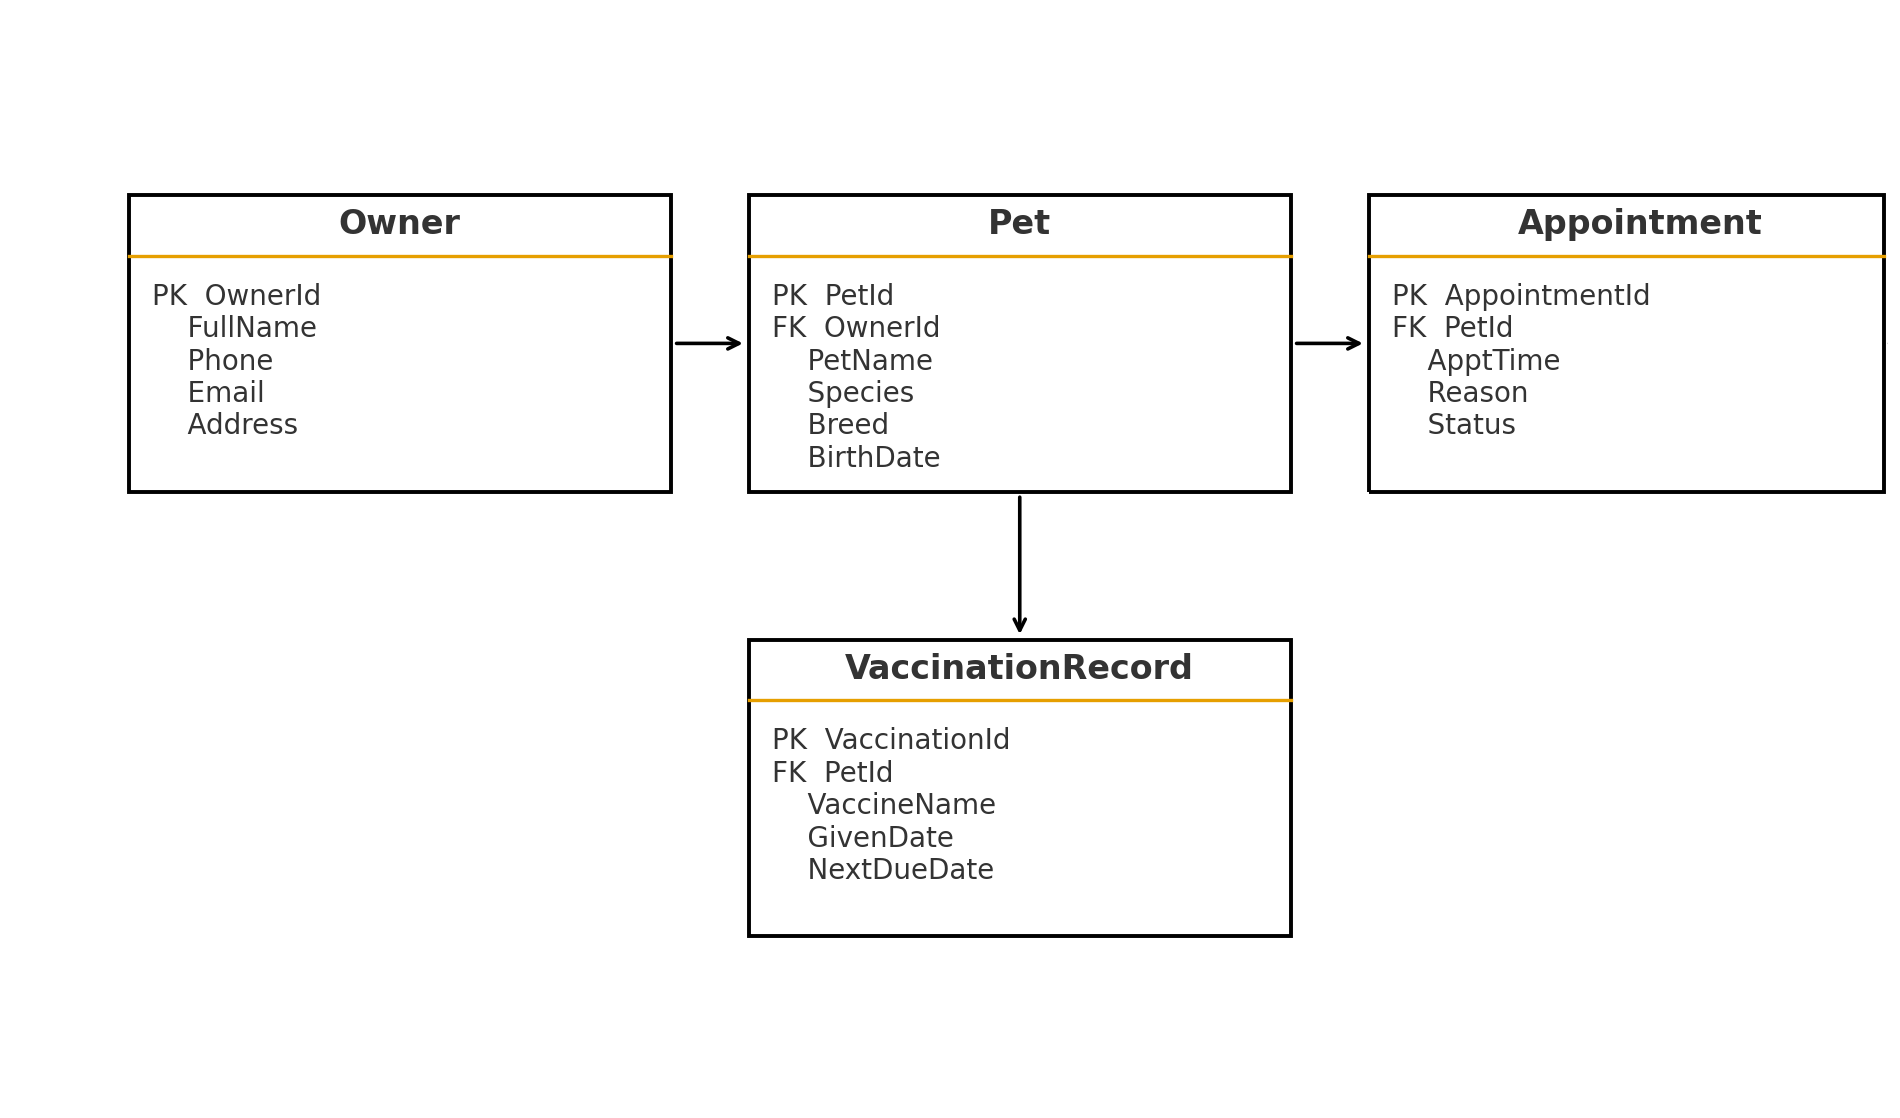 Owner
PK  OwnerId
FullName
Phone
Email
Address
Pet
PK  PetId
FK  OwnerId
PetName
Species
Breed
BirthDate
Appointment
PK  AppointmentId
FK  PetId
ApptTime
Reason
Status
VaccinationRecord
PK  VaccinationId
FK  PetId
VaccineName
GivenDate
NextDueDate